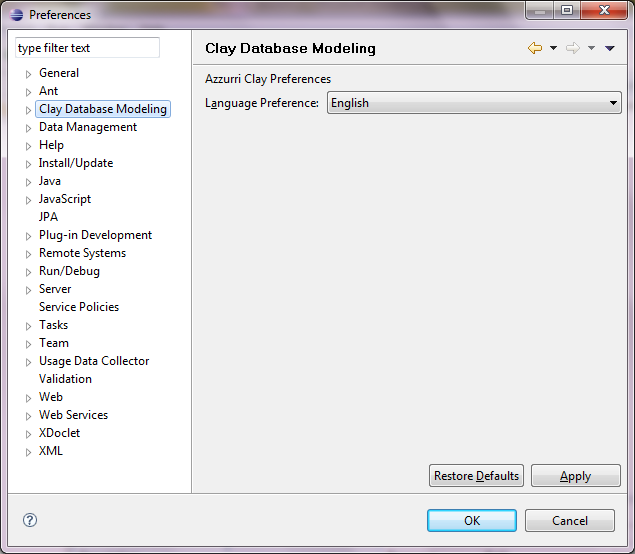 Preferences
type filter text
General
Ant
Clay Database Modeling
Data Management
Help
Install/Update
Java
JavaScript
JPA
Plug-in Development
Remote Systems
Run/Debug
Server
Service Policies
Tasks
Team
Usage Data Collector
Validation
Web
Web Services
XDoclet
XML
Clay Database Modeling
Azzurri Clay Preferences
Language Preference: English
Restore Defaults Apply
? OK Cancel